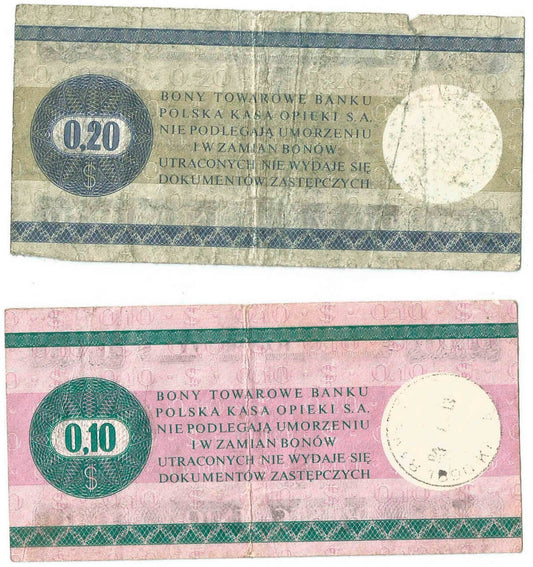 0,20
$
BONY TOWAROWE BANKU
POLSKA KASA OPIEKI S.A.
NIE PODLEGAJĄ UMORZENIU
I W ZAMIAN BONÓW
UTRACONYCH NIE WYDAJE SIĘ
DOKUMENTÓW ZASTĘPCZYCH
0,10
$
BONY TOWAROWE BANKU
POLSKA KASA OPIEKI S.A.
NIE PODLEGAJĄ UMORZENIU
I W ZAMIAN BONÓW
UTRACONYCH NIE WYDAJE SIĘ
DOKUMENTÓW ZASTĘPCZYCH